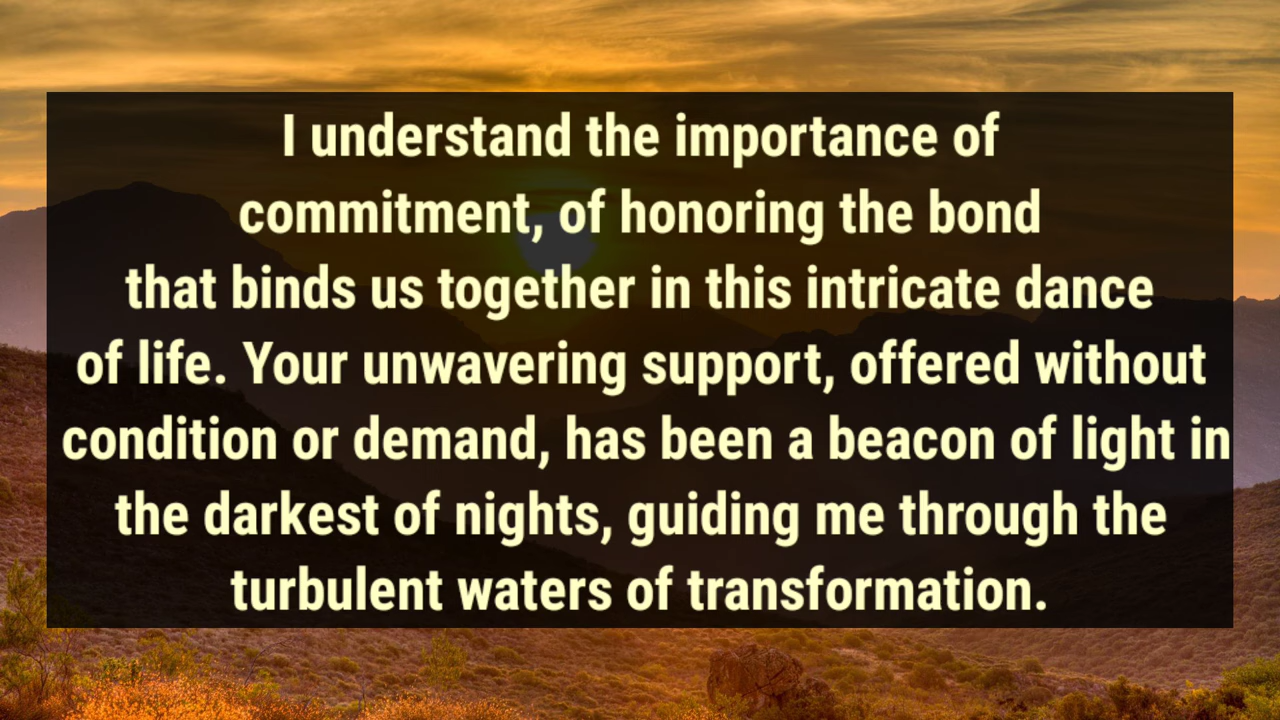 I understand the importance of
commitment, of honoring the bond
that binds us together in this intricate dance
of life. Your unwavering support, offered without
condition or demand, has been a beacon of light in
the darkest of nights, guiding me through the
turbulent waters of transformation.